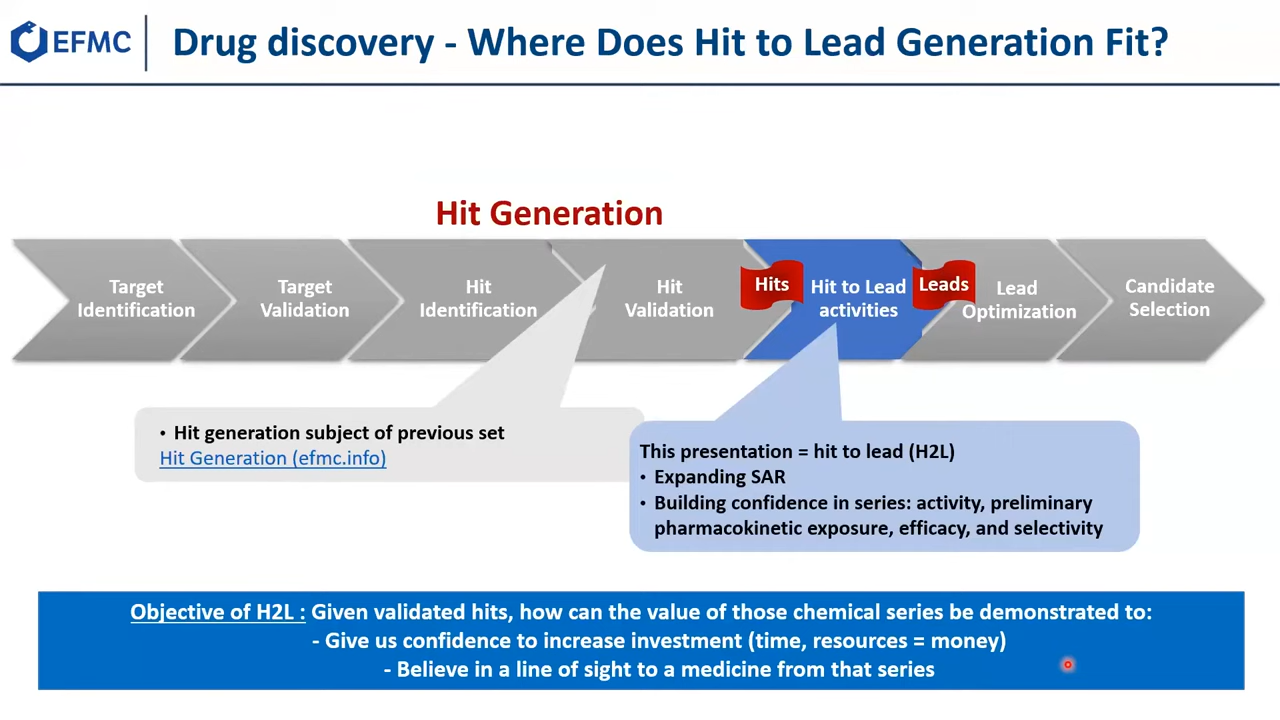 EFMC
Drug discovery - Where Does Hit to Lead Generation Fit?
Hit Generation
Target
Identification
Target
Validation
Hit
Identification
Hit
Validation
Hits
Hit to Lead
activities
Leads
Lead
Optimization
Candidate
Selection
• Hit generation subject of previous set
Hit Generation (efmc.info)
This presentation = hit to lead (H2L)
• Expanding SAR
• Building confidence in series: activity, preliminary
pharmacokinetic exposure, efficacy, and selectivity
Objective of H2L : Given validated hits, how can the value of those chemical series be demonstrated to:
- Give us confidence to increase investment (time, resources = money)
- Believe in a line of sight to a medicine from that series